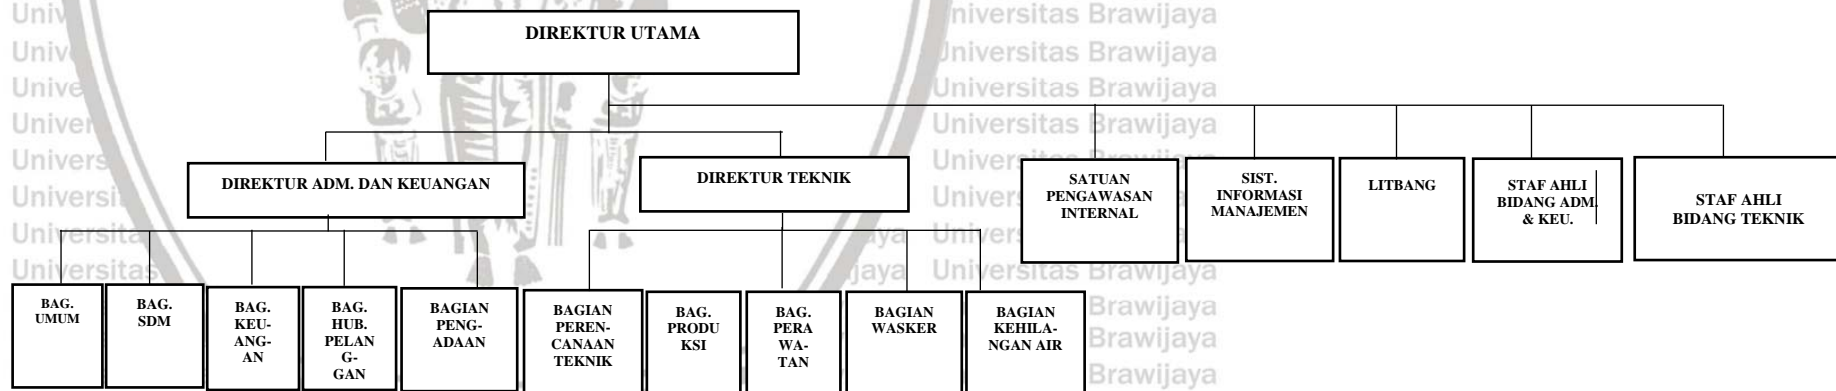 DIREKTUR UTAMA
DIREKTUR ADM. DAN KEUANGAN
DIREKTUR TEKNIK
SATUAN
PENGAWASAN
INTERNAL
SIST.
INFORMASI
MANAJEMEN
LITBANG
STAF AHLI
BIDANG ADM.
& KEU.
STAF AHLI
BIDANG TEKNIK
BAG.
UMUM
BAG.
SDM
BAG.
KEU-
ANG-
AN
BAG.
HUB.
PELAN
G-
GAN
BAGIAN
PENG-
ADAAN
BAGIAN
PEREN-
CANAAN
TEKNIK
BAG.
PRODU
KSI
BAG.
PERA
WA-
TAN
BAGIAN
WASKER
BAGIAN
KEHILA-
NGAN AIR
Universitas Brawijaya
Universitas Brawijaya
Universitas Brawijaya
Universitas Brawijaya
Universitas Brawijaya
Brawijaya
Brawijaya
Brawijaya